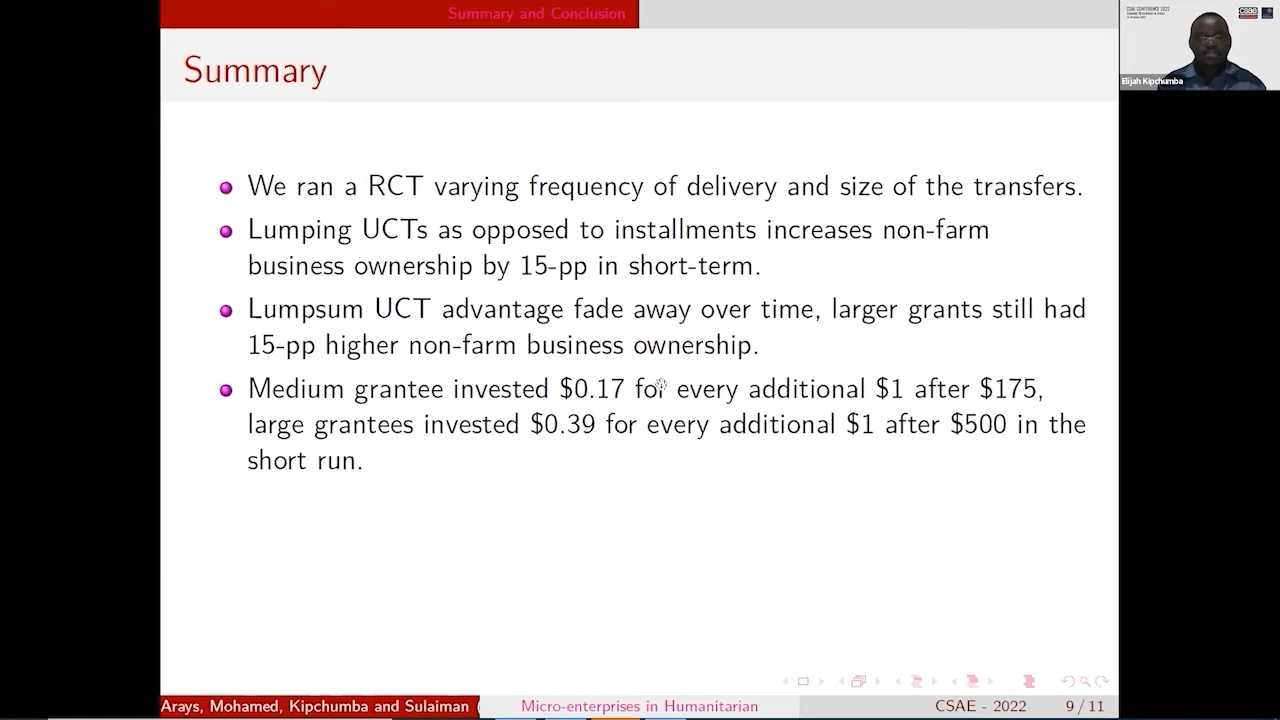 Summary and Conclusion
Summary
We ran a RCT varying frequency of delivery and size of the transfers.
Lumping UCTs as opposed to installments increases non-farm
business ownership by 15-pp in short-term.
Lumpsum UCT advantage fade away over time, larger grants still had
15-pp higher non-farm business ownership.
Medium grantee invested $0.17 for every additional $1 after $175,
large grantees invested $0.39 for every additional $1 after $500 in the
short run.
Arays, Mohamed, Kipchumba and Sulaiman (
Micro-enterprises in Humanitarian
CSAE - 2022
9 / 11
CSAE CONFERENCE 2022
Elijah Kipchumba